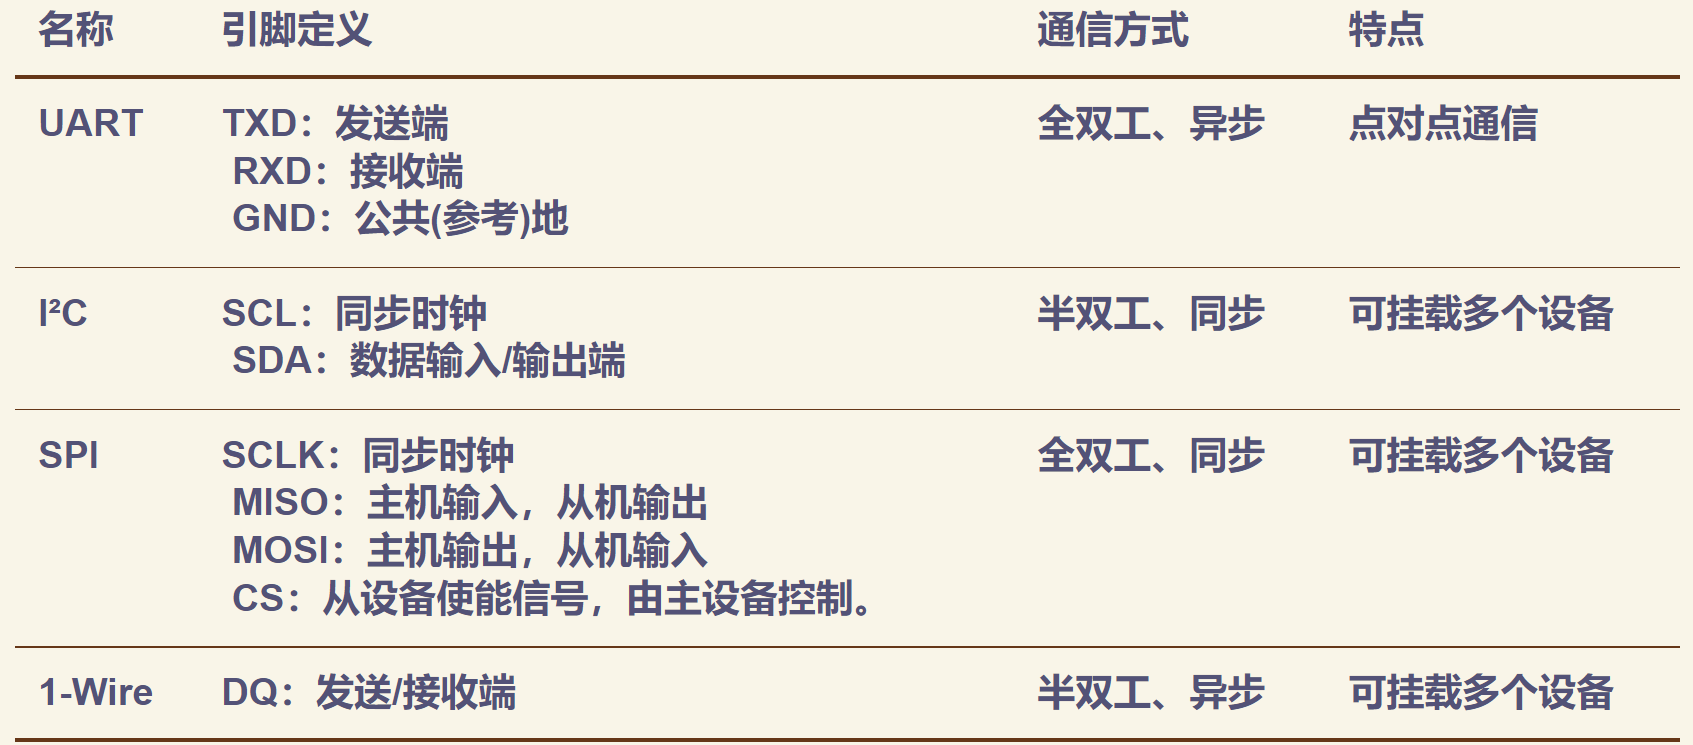 名称 引脚定义 通信方式 特点
UART TXD：发送端 全双工、异步 点对点通信
RXD：接收端
GND：公共(参考)地
I²C SCL：同步时钟 半双工、同步 可挂载多个设备
SDA：数据输入/输出端
SPI SCLK：同步时钟 全双工、同步 可挂载多个设备
MISO：主机输入，从机输出
MOSI：主机输出，从机输入
CS：从设备使能信号，由主设备控制。
1-Wire DQ：发送/接收端 半双工、异步 可挂载多个设备